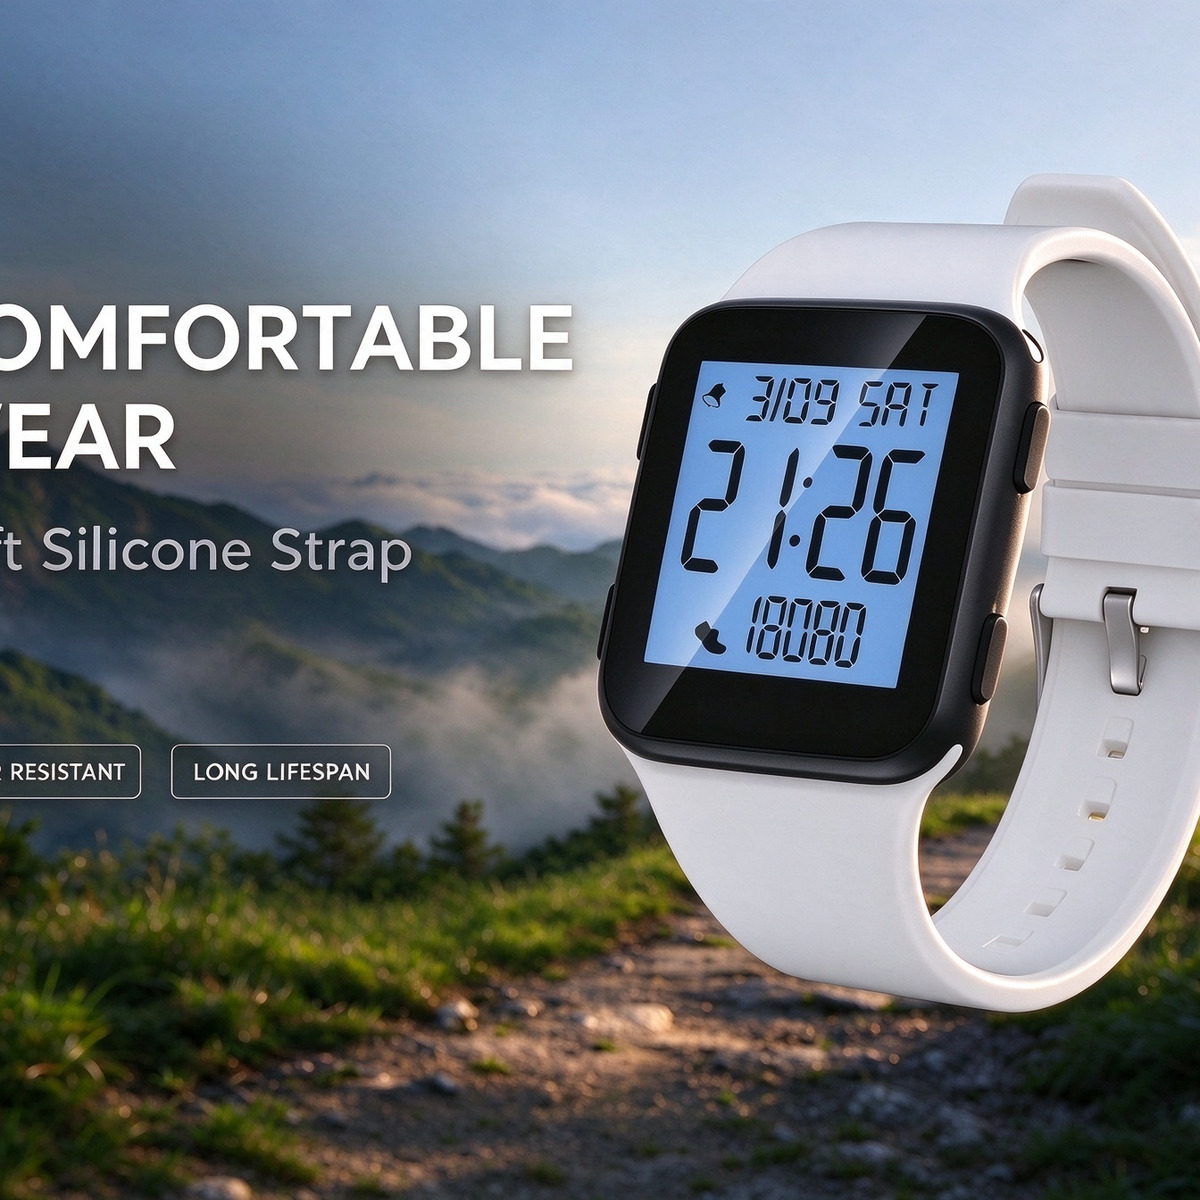 OMFORTABLE
EAR
ft Silicone Strap
RESISTANT
LONG LIFESPAN
3/09 SAT
21:26
18080